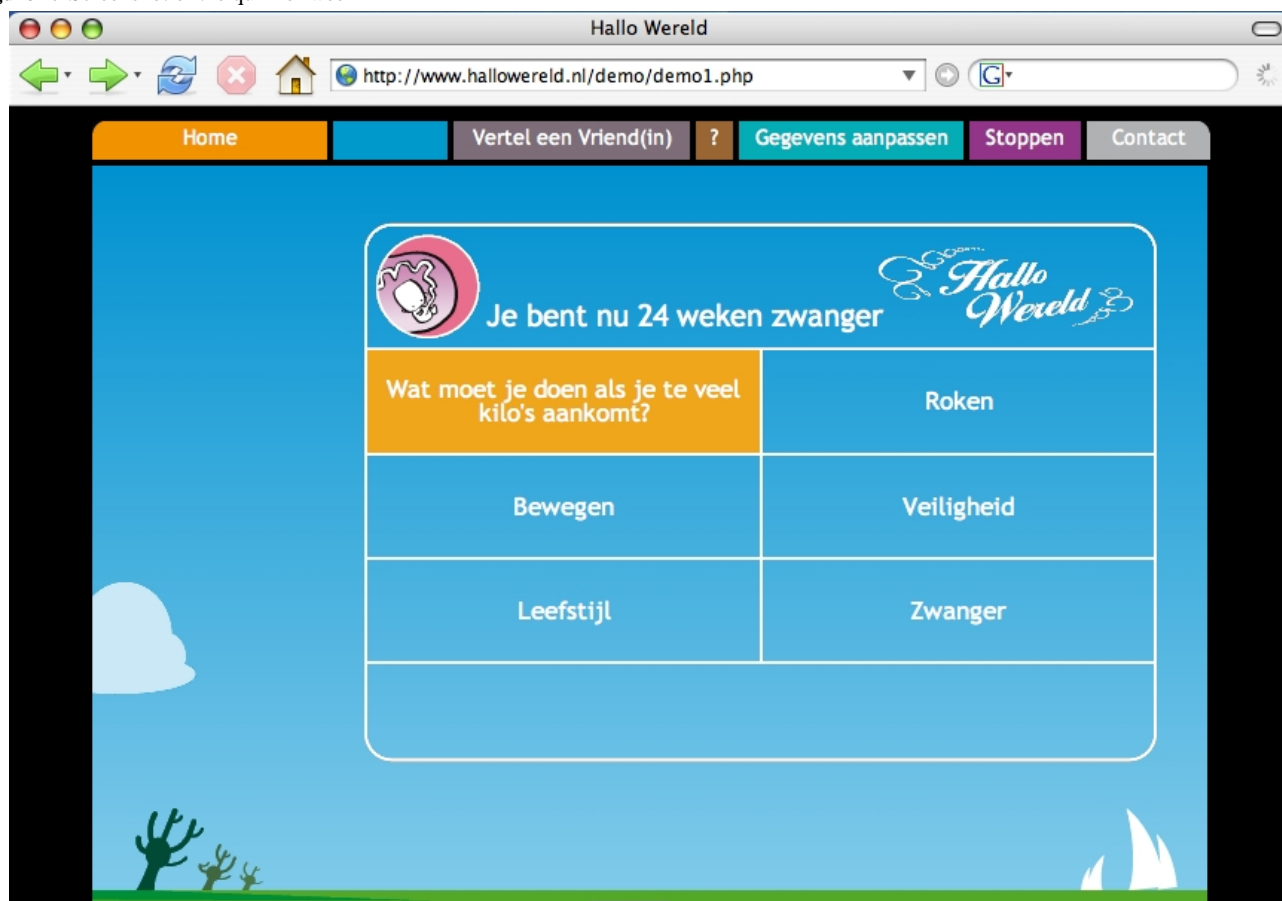 Hallo Wereld
http://www.hallowereld.nl/demo/demo1.php
G
Home
Vertel een Vriend(in)
?
Gegevens aanpassen
Stoppen
Contact
Hallo
Wereld
Je bent nu 24 weken zwanger
Wat moet je doen als je te veel
kilo's aankomt?
Roken
Bewegen
Veiligheid
Leefstijl
Zwanger